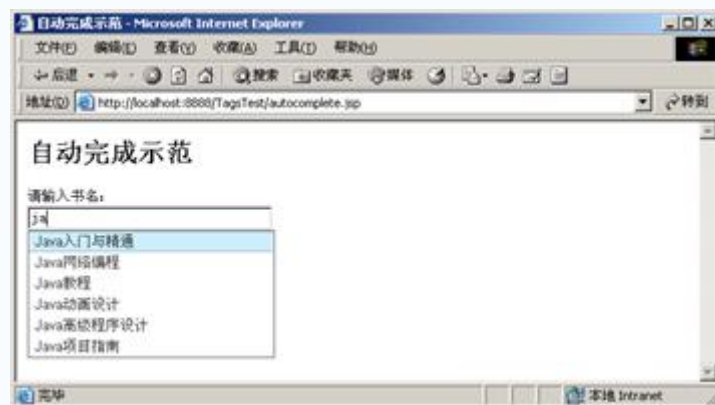 自动完成示范 - Microsoft Internet Explorer
文件(F) 编辑(E) 查看(V) 收藏(A) 工具(T) 帮助(H)
后退 搜索 收藏夹 媒体
地址(D) http://localhost:8888/TagsTest/autocomplete.jsp 转到
自动完成示范
请输入书名:
ja
Java入门与精通
Java网络编程
Java教程
Java动画设计
Java高级程序设计
Java项目指南
完毕 本地 Intranet